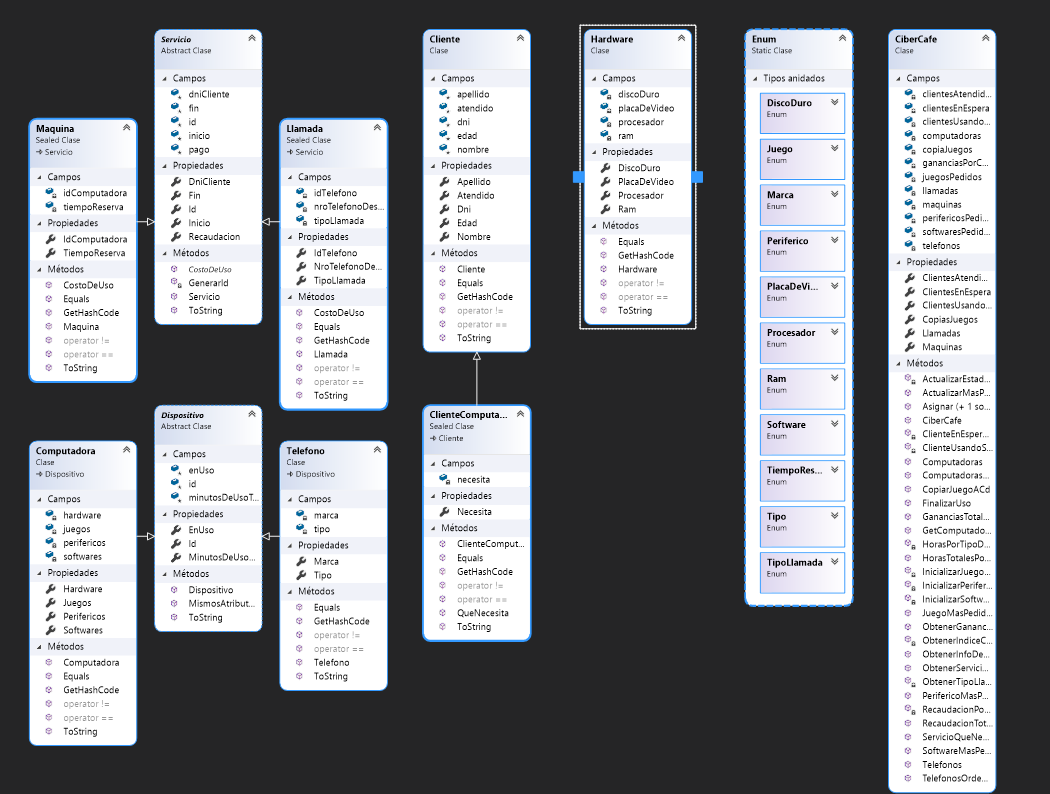 Maquina
Sealed Clase
Servicio
Campos
idComputadora
tiempoReserva
Propiedades
IdComputadora
TiempoReserva
Métodos
CostoDeUso
Equals
GetHashCode
Maquina
operator !=
operator ==
ToString
Servicio
Abstract Clase
Campos
dniCliente
fin
id
inicio
pago
Propiedades
DniCliente
Fin
Id
Inicio
Recaudacion
Métodos
CostoDeUso
GenerarId
Servicio
ToString
Llamada
Sealed Clase
Servicio
Campos
idTelefono
nroTelefonoDes...
tipoLlamada
Propiedades
IdTelefono
NroTelefonoDe...
TipoLlamada
Métodos
CostoDeUso
Equals
GetHashCode
Llamada
operator !=
operator ==
ToString
Computadora
Clase
Dispositivo
Campos
hardware
juegos
perifericos
softwares
Propiedades
Hardware
Juegos
Perifericos
Softwares
Métodos
Computadora
Equals
GetHashCode
operator !=
operator ==
ToString
Dispositivo
Abstract Clase
Campos
enUso
id
minutosDeUsoT...
Propiedades
EnUso
Id
MinutosDeUso...
Métodos
Dispositivo
MismosAtribut...
ToString
Telefono
Clase
Dispositivo
Campos
marca
tipo
Propiedades
Marca
Tipo
Métodos
Equals
GetHashCode
operator !=
operator ==
Telefono
ToString
Cliente
Clase
Campos
apellido
atendido
dni
edad
nombre
Propiedades
Apellido
Atendido
Dni
Edad
Nombre
Métodos
Cliente
Equals
GetHashCode
operator !=
operator ==
ToString
ClienteComputa...
Sealed Clase
Cliente
Campos
necesita
Propiedades
Necesita
Métodos
ClienteComput...
Equals
GetHashCode
operator !=
operator ==
QueNecesita
ToString
Hardware
Clase
Campos
discoDuro
placaDeVideo
procesador
ram
Propiedades
DiscoDuro
PlacaDeVideo
Procesador
Ram
Métodos
Equals
GetHashCode
Hardware
operator !=
operator ==
ToString
Enum
Static Clase
Tipos anidados
DiscoDuro
Enum
Juego
Enum
Marca
Enum
Periferico
Enum
PlacaDeVi...
Enum
Procesador
Enum
Ram
Enum
Software
Enum
TiempoRes...
Enum
Tipo
Enum
TipoLlamada
Enum
CiberCafe
Clase
Campos
clientesAtendid...
clientesEnEspera
clientesUsando...
computadoras
copiaJuegos
gananciasPorC...
juegosPedidos
llamadas
maquinas
perifericosPedi...
softwaresPedid...
telefonos
Propiedades
ClientesAtendi...
ClientesEnEspera
ClientesUsando...
CopiasJuegos
Llamadas
Maquinas
Métodos
ActualizarEstad...
ActualizarMasP...
Asignar (+ 1 so...
CiberCafe
ClienteEnEsper...
ClienteUsandoS...
Computadoras
Computadoras...
CopiarJuegoACd
FinalizarUso
GananciasTotal...
GetComputado...
HorasPorTipoD...
HorasTotalesPo...
InicializarJuego...
InicializarPerifer...
InicializarSoftw...
JuegoMasPedid...
ObtenerGananc...
ObtenerIndiceC...
ObtenerInfoDe...
ObtenerServici...
ObtenerTipoLla...
PerifericoMasP...
RecaudacionPo...
RecaudacionTot...
ServicioQueNe...
SoftwareMasPe...
Telefonos
TelefonosOrde...